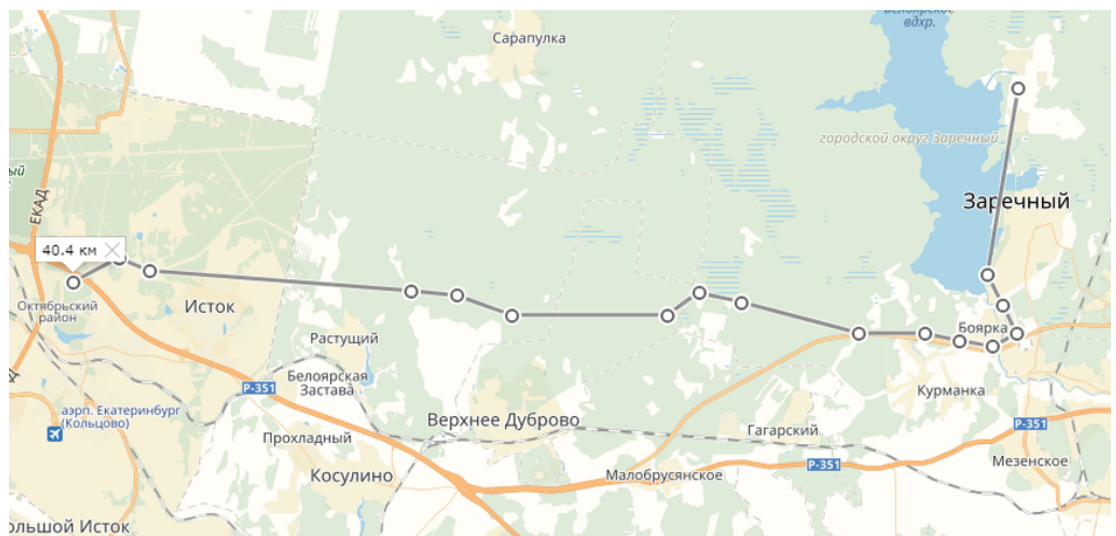 Сарапулка
вдхр.
городской округ Заречный
ЕКАД
Заречный
40.4 км
Октябрьский
район
Исток
Растущий
Боярка
Белоярская
Застава
Р-351
Курманка
аэрп. Екатеринбург
(Кольцово)
Верхнее Дуброво
Прохладный
Гагарский
Р-351
Р-351
Косулино
Малобрусянское
Мезенское
ольшой Исток